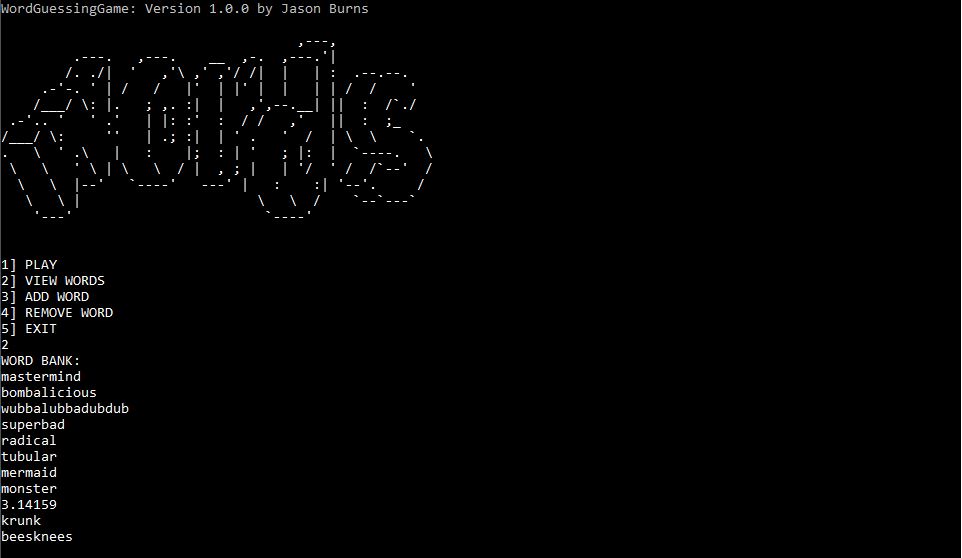 WordGuessingGame: Version 1.0.0 by Jason Burns
Words
1] PLAY
2] VIEW WORDS
3] ADD WORD
4] REMOVE WORD
5] EXIT
2
WORD BANK:
mastermind
bombalicious
wubbalubbadubdub
superbad
radical
tubular
mermaid
monster
3.14159
krunk
beesknees